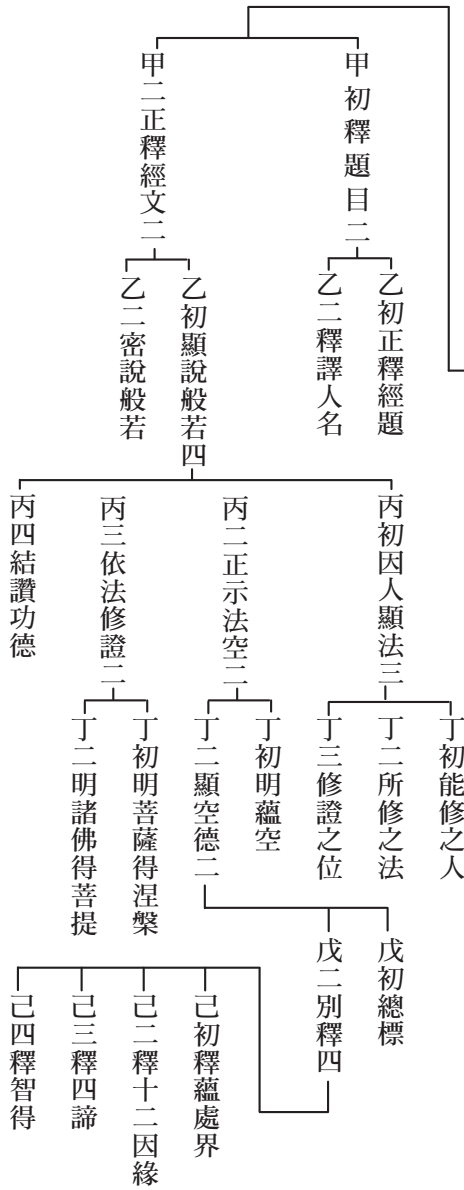 甲初釋題目二
乙初正釋經題
乙二釋譯人名
甲二正釋經文二
乙初顯說般若四
丙初因人顯法三
丁初能修之人
丁二所修之法
丁三修證之位
丙二正示法空二
丁初明蘊空
丁二顯空德二
戊初總標
戊二別釋四
己初釋蘊處界
己二釋十二因緣
己三釋四諦
己四釋智得
丙三依法修證二
丁初明菩薩得涅槃
丁二明諸佛得菩提
丙四結讚功德
乙二密說般若